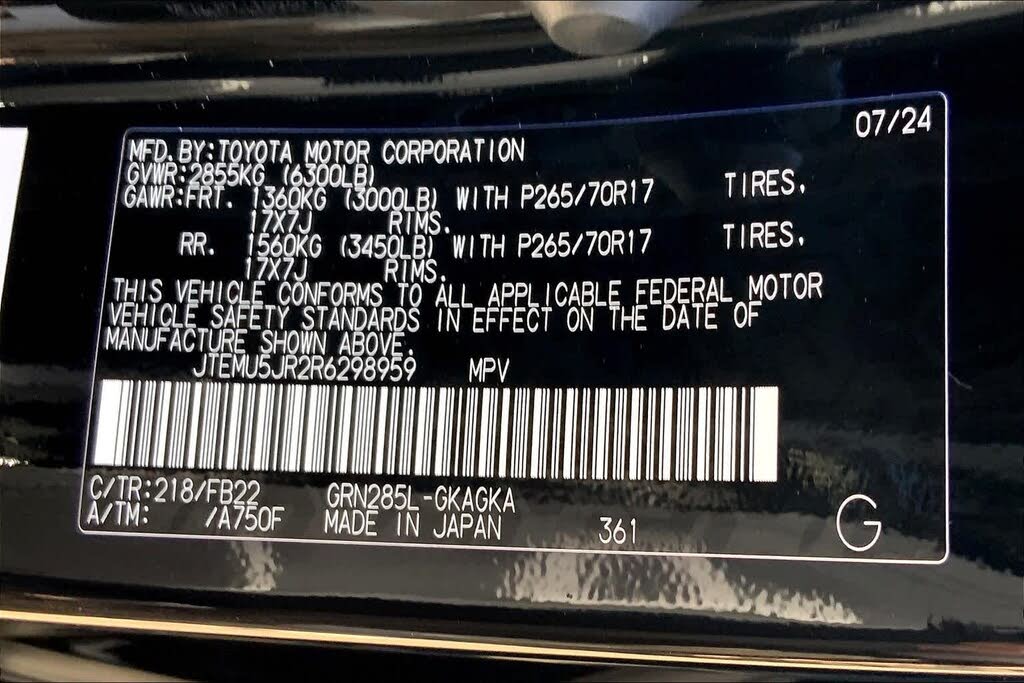 07/24
MFD.BY:TOYOTA MOTOR CORPORATION
GVWR:2855KG (6300LB)
GAWR:FRT. 1360KG (3000LB) WITH P265/70R17 TIRES.
17X7J RIMS.
RR. 1560KG (3450LB) WITH P265/70R17 TIRES.
17X7J RIMS.
THIS VEHICLE CONFORMS TO ALL APPLICABLE FEDERAL MOTOR
VEHICLE SAFETY STANDARDS IN EFFECT ON THE DATE OF
MANUFACTURE SHOWN ABOVE.
JTEMU5JR2R6298959 MPV
C/TR:218/FB22 GRN285L-GKAGKA
A/TM: /A750F MADE IN JAPAN 361 G